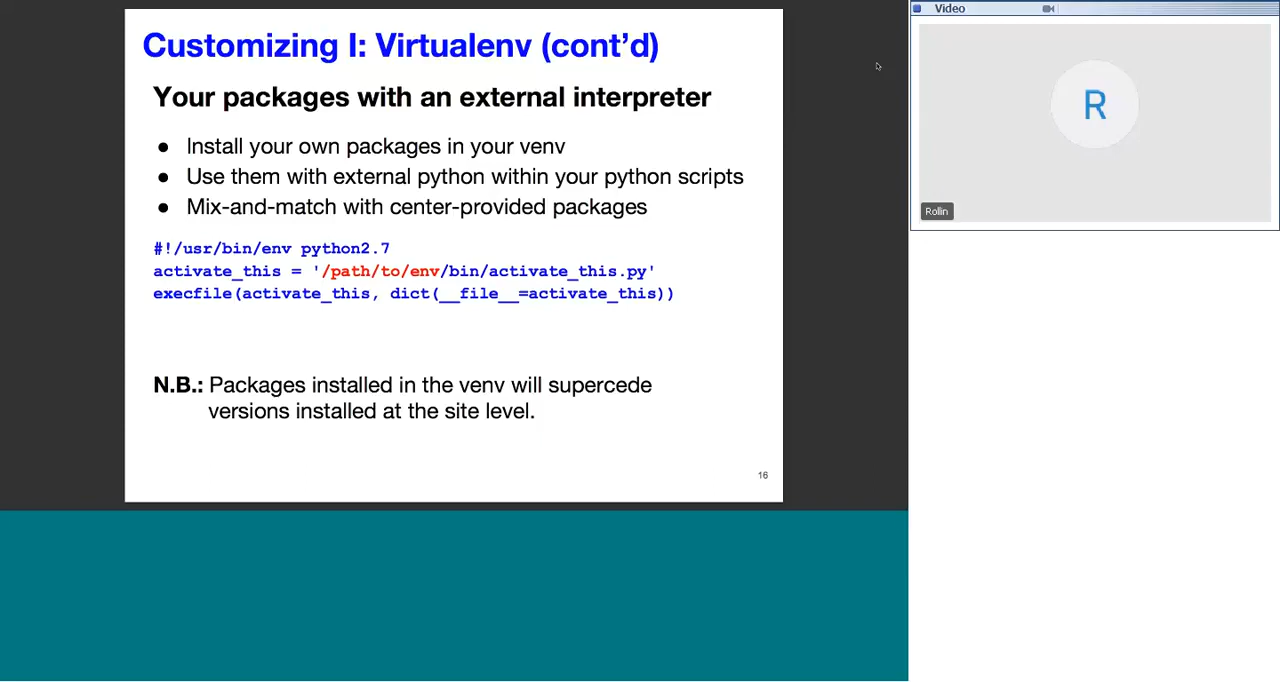 Customizing I: Virtualenv (cont’d)
Your packages with an external interpreter
● Install your own packages in your venv
● Use them with external python within your python scripts
● Mix-and-match with center-provided packages
#!/usr/bin/env python2.7
activate_this = '/path/to/env/bin/activate_this.py'
execfile(activate_this, dict(__file__=activate_this))
N.B.: Packages installed in the venv will supercede
versions installed at the site level.
16
Video
R
Rolin